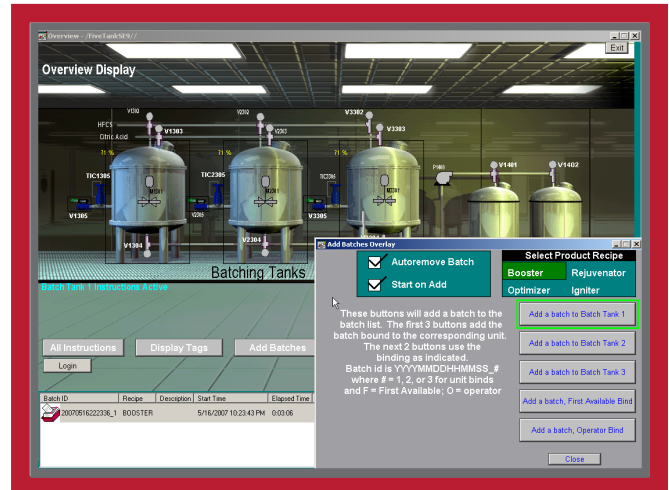 Overview - /FiveTankSE9//
Exit
Overview Display
V1302
V2302
V3302
HFCS
Citric Acid
V1303
V2303
V3303
71 %
71 %
71 %
TIC1305
TIC2305
TIC3305
P1401
V1401
V1402
M1301
M2301
M3301
V1305
V2305
V3305
V1304
V2304
Batching Tanks
Batch Tank 1 Instructions Active
All Instructions
Display Tags
Add Batches
Login
Batch ID
Recipe
Description
Start Time
Elapsed Time
20070516222336_1
BOOSTER
5/16/2007 10:23:43 PM
0:03:06
Add Batches Overlay
Autoremove Batch
Start on Add
Select Product Recipe
Booster
Rejuvenator
Optimizer
Igniter
These buttons will add a batch to the
batch list. The first 3 buttons add the
batch bound to the corresponding unit.
The next 2 buttons use the
binding as indicated.
Batch id is YYYYMMDDHHMMSS_#
where # = 1, 2, or 3 for unit binds
and F = First Available; O = operator
Add a batch to Batch Tank 1
Add a batch to Batch Tank 2
Add a batch to Batch Tank 3
Add a batch, First Available Bind
Add a batch, Operator Bind
Close